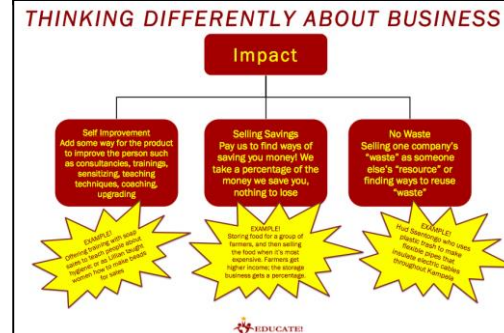 THINKING DIFFERENTLY ABOUT BUSINESS
Impact
Self Improvement
Add some way for the product
to improve the person such
as consultancies, trainings,
sensitizing, teaching
techniques, coaching,
upgrading
EXAMPLE!
Offering training with soap
sales to teach people about
hygiene, or as Lillian taught
women how to make beads
for sales
Selling Savings
Pay us to find ways of
saving you money! We
take a percentage of the
money we save you,
nothing to lose
EXAMPLE!
Storing food for a group of
farmers, and then selling
the food when it's most
expensive. Farmers get
higher income; the storage
business gets a percentage.
No Waste
Selling one company's
"waste" as someone
else's "resource" or
finding ways to reuse
"waste"
EXAMPLE!
Hud Ssentongo who uses
plastic trash to make
flexible pipes that
insulate electric cables
throughout Kampala
EDUCATE!